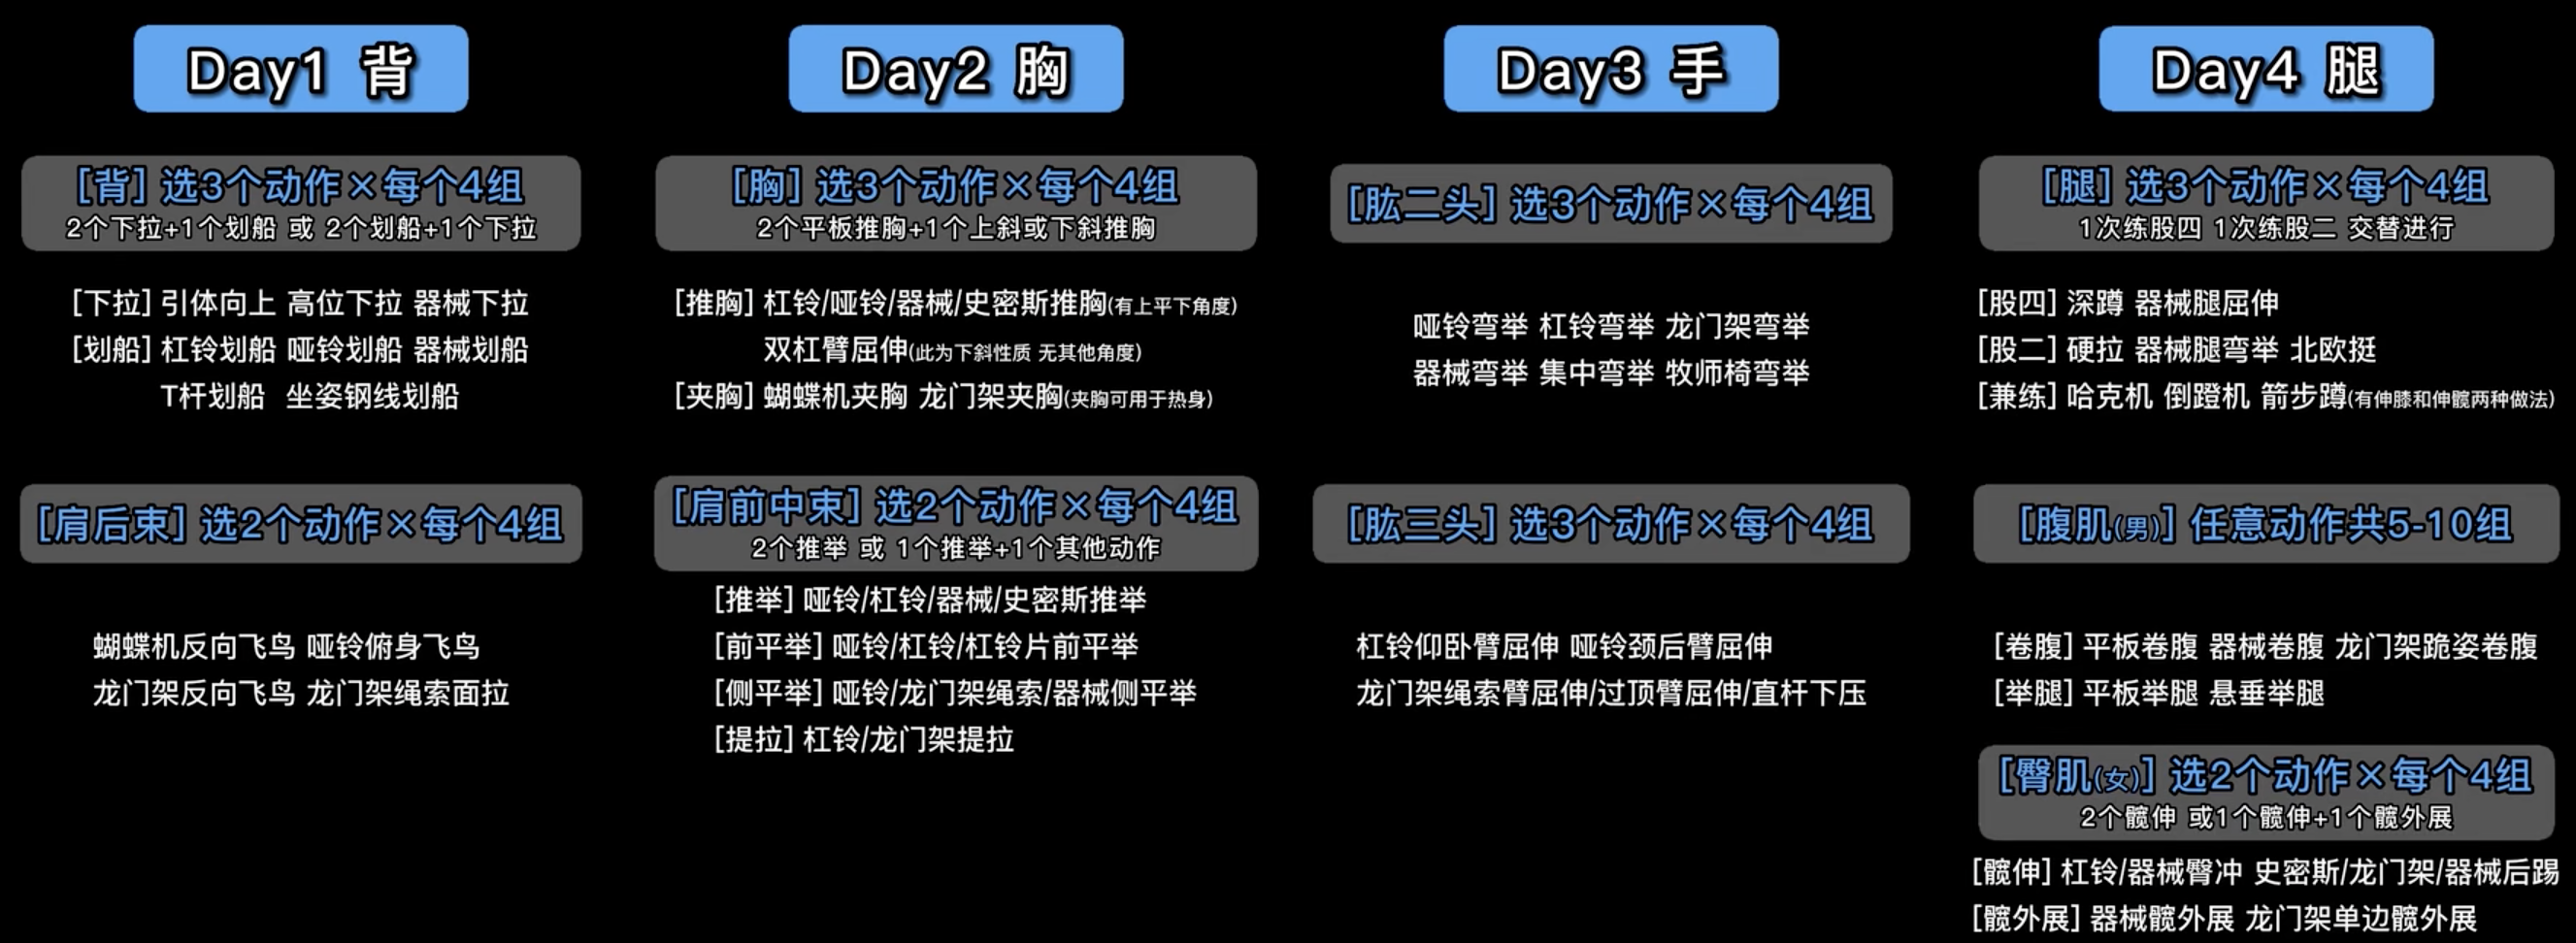 Day1 背
[背] 选3个动作×每个4组
2个下拉+1个划船 或 2个划船+1个下拉
[下拉] 引体向上 高位下拉 器械下拉
[划船] 杠铃划船 哑铃划船 器械划船
T杆划船 坐姿钢线划船
[肩后束] 选2个动作×每个4组
蝴蝶机反向飞鸟 哑铃俯身飞鸟
龙门架反向飞鸟 龙门架绳索面拉
Day2 胸
[胸] 选3个动作×每个4组
2个平板推胸+1个上斜或下斜推胸
[推胸] 杠铃/哑铃/器械/史密斯推胸(有上平下角度)
双杠臂屈伸(此为下斜性质 无其他角度)
[夹胸] 蝴蝶机夹胸 龙门架夹胸(夹胸可用于热身)
[肩前中束] 选2个动作×每个4组
2个推举 或 1个推举+1个其他动作
[推举] 哑铃/杠铃/器械/史密斯推举
[前平举] 哑铃/杠铃/杠铃片前平举
[侧平举] 哑铃/龙门架绳索/器械侧平举
[提拉] 杠铃/龙门架提拉
Day3 手
[肱二头] 选3个动作×每个4组
哑铃弯举 杠铃弯举 龙门架弯举
器械弯举 集中弯举 牧师椅弯举
[肱三头] 选3个动作×每个4组
杠铃仰卧臂屈伸 哑铃颈后臂屈伸
龙门架绳索臂屈伸/过顶臂屈伸/直杆下压
Day4 腿
[腿] 选3个动作×每个4组
1次练股四 1次练股二 交替进行
[股四] 深蹲 器械腿屈伸
[股二] 硬拉 器械腿弯举 北欧挺
[兼练] 哈克机 倒蹬机 箭步蹲(有伸膝和伸髋两种做法)
[腹肌(男)] 任意动作共5-10组
[卷腹] 平板卷腹 器械卷腹 龙门架跪姿卷腹
[举腿] 平板举腿 悬垂举腿
[臀肌(女)] 选2个动作×每个4组
2个髋伸 或1个髋伸+1个髋外展
[髋伸] 杠铃/器械臀冲 史密斯/龙门架/器械后踢
[髋外展] 器械髋外展 龙门架单边髋外展